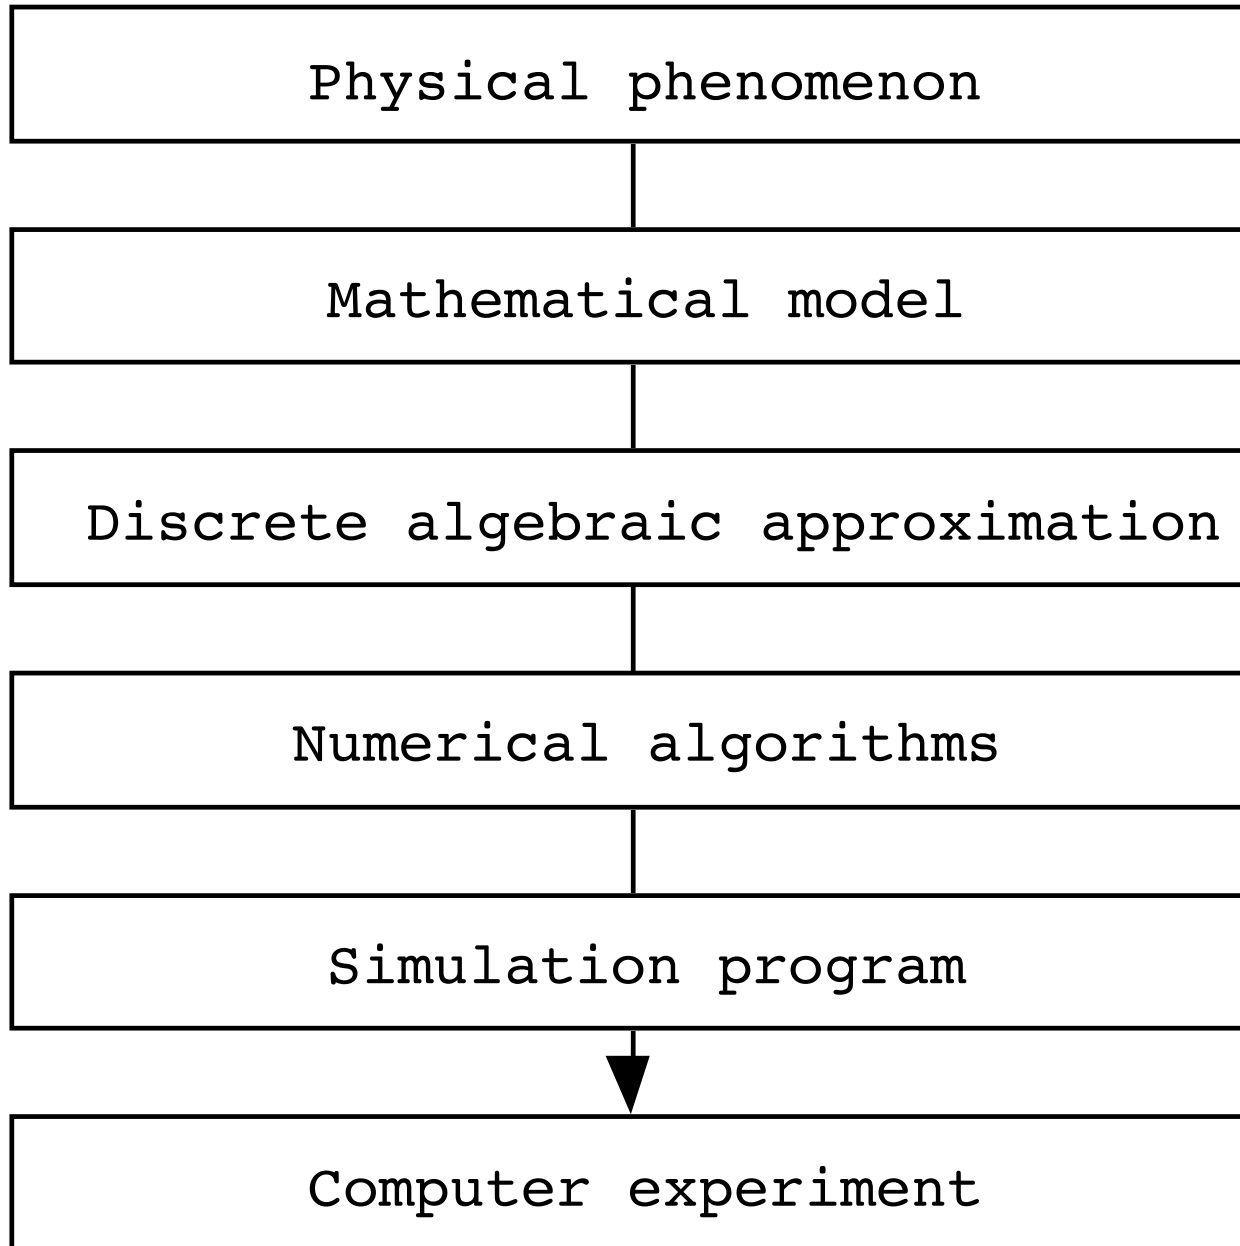 Physical phenomenon
Mathematical model
Discrete algebraic approximation
Numerical algorithms
Simulation program
Computer experiment